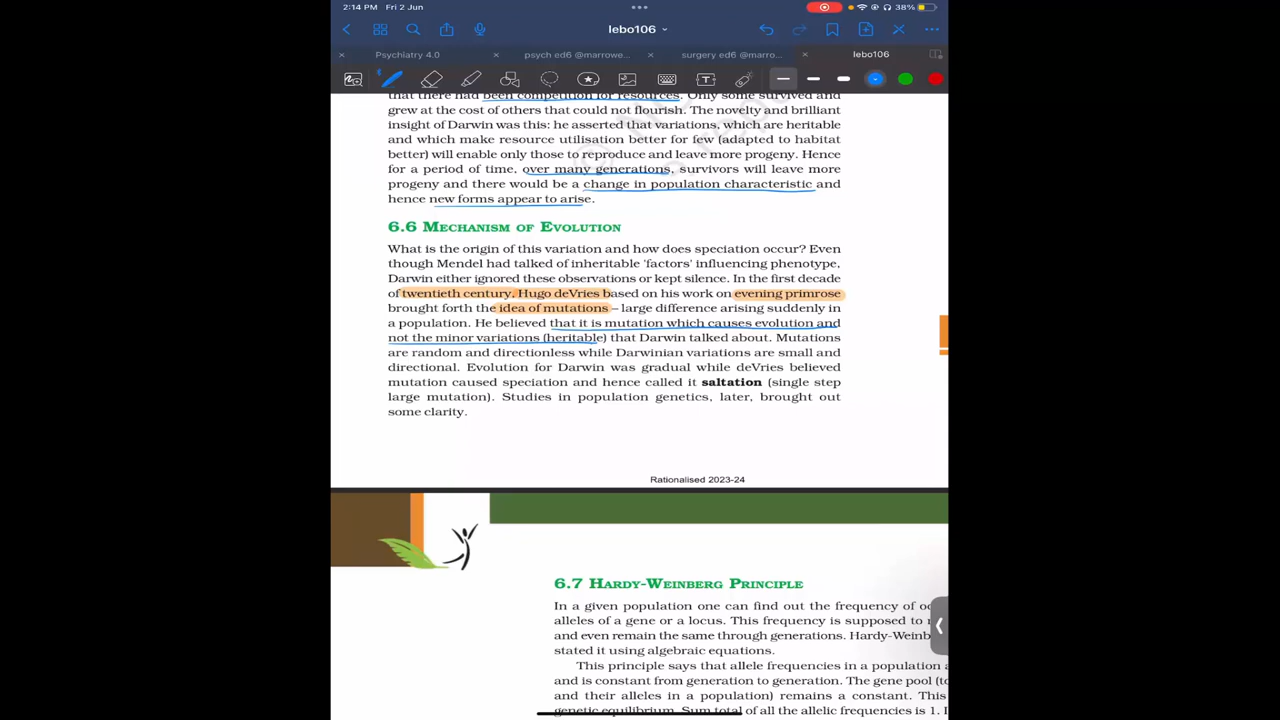 2:14 PM Fri 2 Jun
38%
lebo106
Psychiatry 4.0
psych ed6 @marrowe...
surgery ed6 @marro...
lebo106
that there had been competition for resources. Only some survived and
grew at the cost of others that could not flourish. The novelty and brilliant
insight of Darwin was this: he asserted that variations, which are heritable
and which make resource utilisation better for few (adapted to habitat
better) will enable only those to reproduce and leave more progeny. Hence
for a period of time, over many generations, survivors will leave more
progeny and there would be a change in population characteristic and
hence new forms appear to arise.
6.6 MECHANISM OF EVOLUTION
What is the origin of this variation and how does speciation occur? Even
though Mendel had talked of inheritable 'factors' influencing phenotype,
Darwin either ignored these observations or kept silence. In the first decade
of twentieth century, Hugo deVries based on his work on evening primrose
brought forth the idea of mutations – large difference arising suddenly in
a population. He believed that it is mutation which causes evolution and
not the minor variations (heritable) that Darwin talked about. Mutations
are random and directionless while Darwinian variations are small and
directional. Evolution for Darwin was gradual while deVries believed
mutation caused speciation and hence called it saltation (single step
large mutation). Studies in population genetics, later, brought out
some clarity.
Rationalised 2023-24
6.7 HARDY-WEINBERG PRINCIPLE
In a given population one can find out the frequency of
alleles of a gene or a locus. This frequency is supposed to
and even remain the same through generations. Hardy-Weinb
stated it using algebraic equations.
This principle says that allele frequencies in a population
and is constant from generation to generation. The gene pool
and their alleles in a population) remains a constant. This
genetic equilibrium. Sum total of all the allelic frequencies is 1.